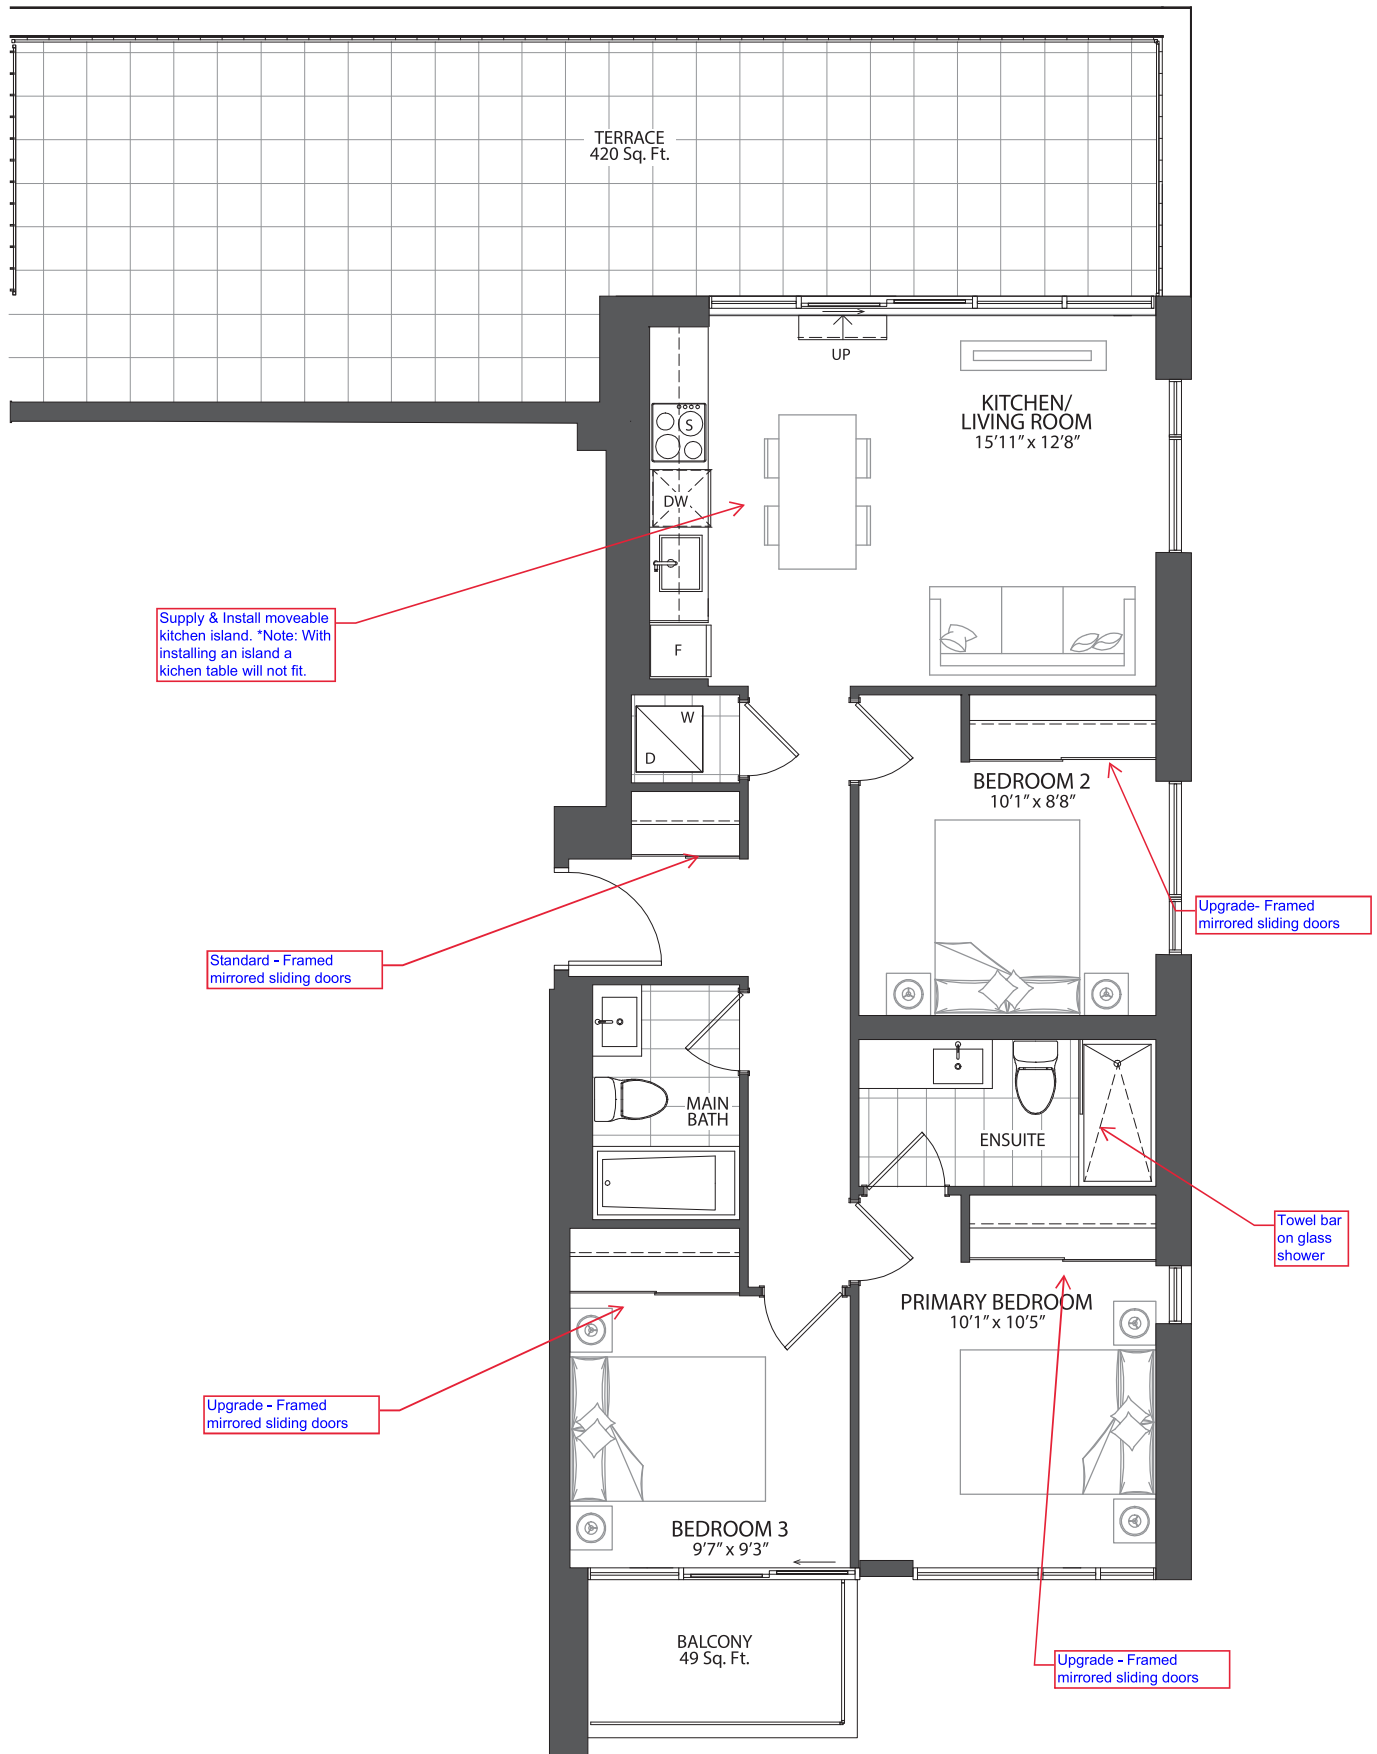 TERRACE
420 Sq. Ft.
UP
KITCHEN/
LIVING ROOM
15'11" x 12'8"
S
DW
F
Supply & Install moveable
kitchen island. *Note: With
installing an island a
kichen table will not fit.
W
D
BEDROOM 2
10'1" x 8'8"
Upgrade- Framed
mirrored sliding doors
Standard - Framed
mirrored sliding doors
MAIN
BATH
ENSUITE
Towel bar
on glass
shower
PRIMARY BEDROOM
10'1" x 10'5"
Upgrade - Framed
mirrored sliding doors
BEDROOM 3
9'7" x 9'3"
BALCONY
49 Sq. Ft.
Upgrade - Framed
mirrored sliding doors